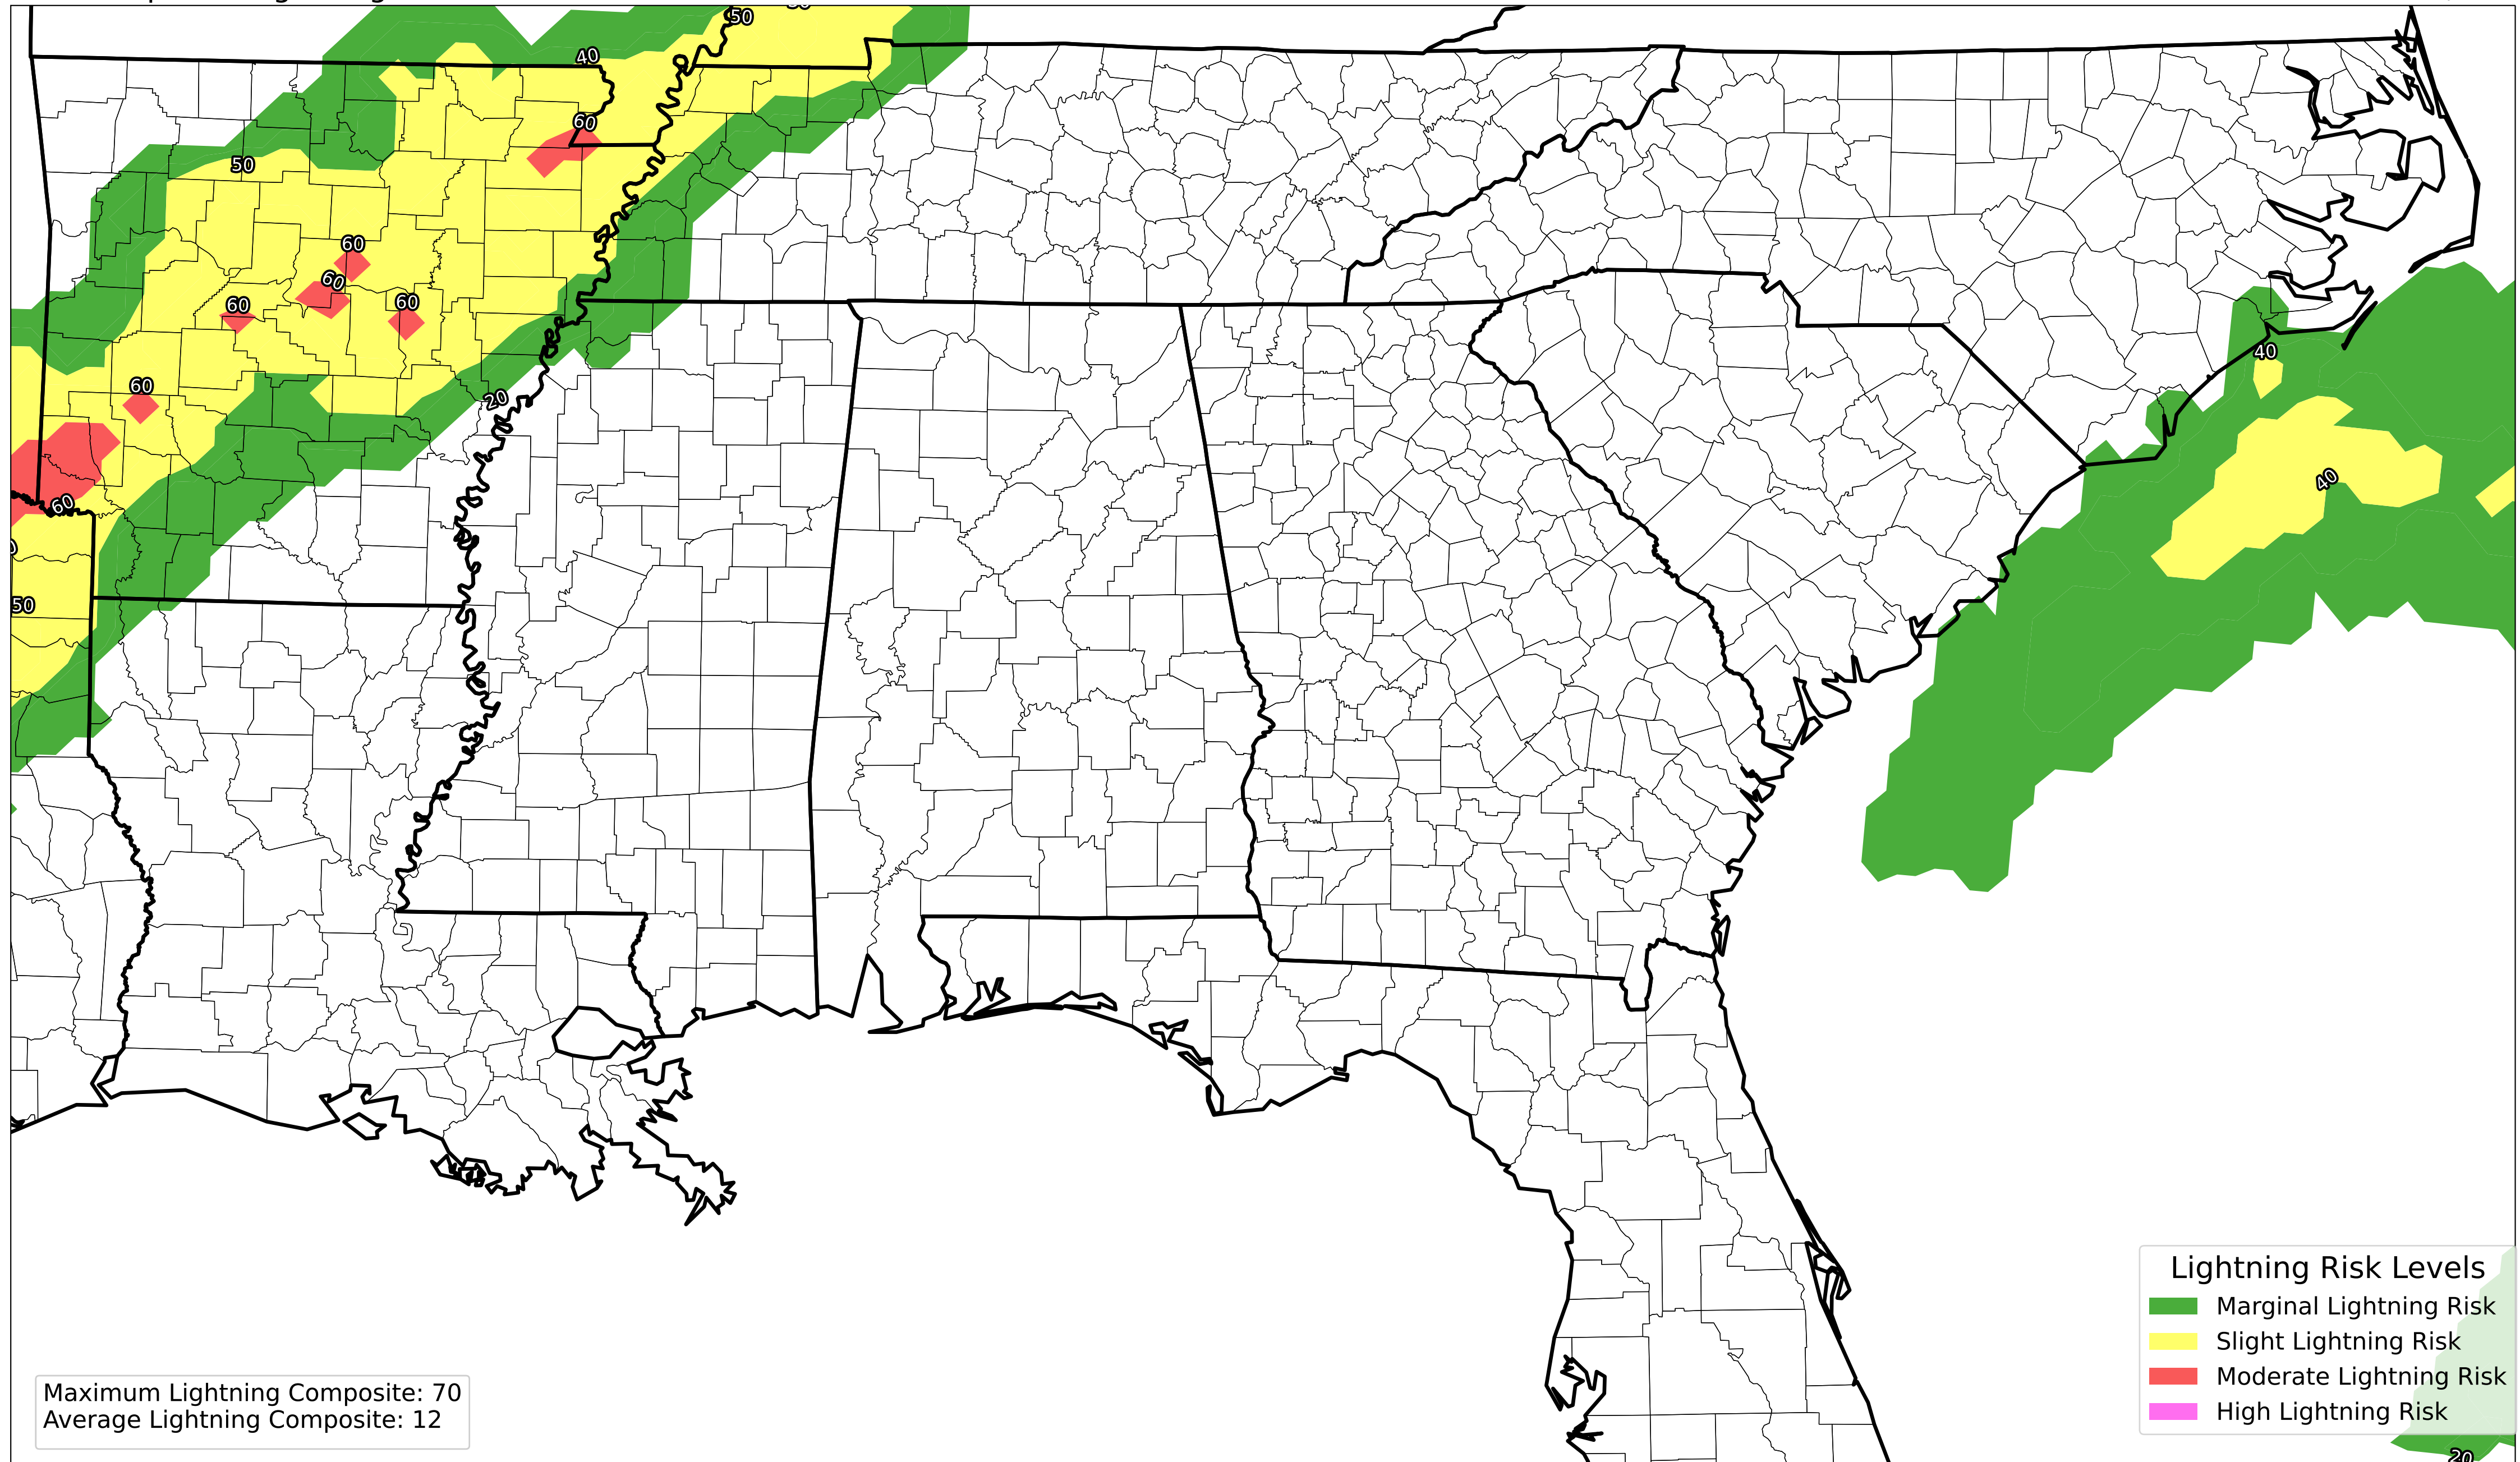 50
40
60
50
60
60
60
60
40
60
20
40
60
50
Lightning Risk Levels
Marginal Lightning Risk
Slight Lightning Risk
Moderate Lightning Risk
High Lightning Risk
Maximum Lightning Composite: 70
Average Lightning Composite: 12
20